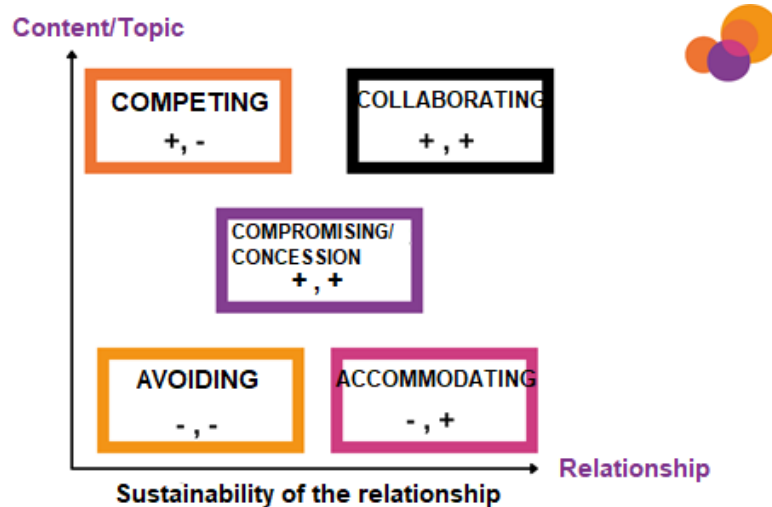 Content/Topic
COMPETING
+, -
COLLABORATING
+ , +
COMPROMISING/
CONCESSION
+ , +
AVOIDING
- , -
ACCOMMODATING
- , +
Relationship
Sustainability of the relationship